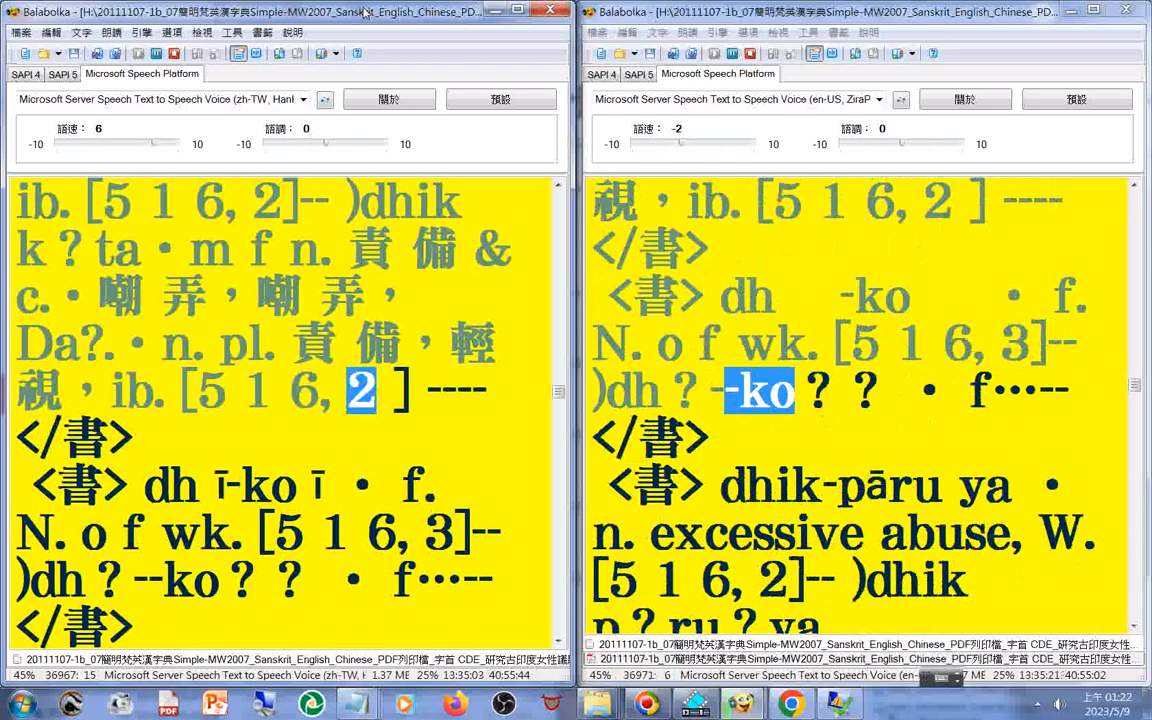 Balabolka - [H:\20111107-1b_07簡明梵英漢字典Simple-MW2007_Sanskrit_English_Chinese_PD...
檔案 編輯 文字 朗讀 引擎 選項 檢視 工具 書籤 說明
SAPI 4 SAPI 5 Microsoft Speech Platform
Microsoft Server Speech Text to Speech Voice (zh-TW, Hanl
關於 預設
語速： 6 語調： 0
-10 10 -10 10
ib. [5 1 6, 2]-- )dhik
k ? ta • m f n. 責 備 &
c. • 嘲 弄，嘲 弄，
Da?. • n. pl. 責 備，輕
視，ib. [5 1 6, 2 ] ----
</書>
<書> dh ī-ko ī • f.
N. o f wk. [5 1 6, 3]--
)dh ? --ko ? ? • f…--
</書>
20111107-1b_07簡明梵英漢字典Simple-MW2007_Sanskrit_English_Chinese_PDF列印檔_字首 CDE_研究古印度女性議
45% 36967: 15 Microsoft Server Speech Text to Speech Voice (zh-TW, H 1.37 MB 25% 13:35:03 40:55:44
Balabolka - [H:\20111107-1b_07簡明梵英漢字典Simple-MW2007_Sanskrit_English_Chinese_PD...
檔案 編輯 文字 朗讀 引擎 選項 檢視 工具 書籤 說明
SAPI 4 SAPI 5 Microsoft Speech Platform
Microsoft Server Speech Text to Speech Voice (en-US, ZiraP
關於 預設
語速： -2 語調： 0
-10 10 -10 10
視，ib. [5 1 6, 2 ] ----
</書>
<書> dh -ko • f.
N. o f wk. [5 1 6, 3]--
)dh ? --ko ? ? • f…--
</書>
<書> dhik-pāru ya •
n. excessive abuse, W.
[5 1 6, 2]-- )dhik
p ? ru ? ya
20111107-1b_07簡明梵英漢字典Simple-MW2007_Sanskrit_English_Chinese_PDF列印檔_字首 CDE_研究古印度女性...
20111107-1b_07簡明梵英漢字典Simple-MW2007_Sanskrit_English_Chinese_PDF列印檔_字首 CDE_研究古印度女性...
45% 36971: 6 Microsoft Server Speech Text to Speech Voice (en-US, 25% 13:35:21 40:55:02
上午 01:22
2023/5/9